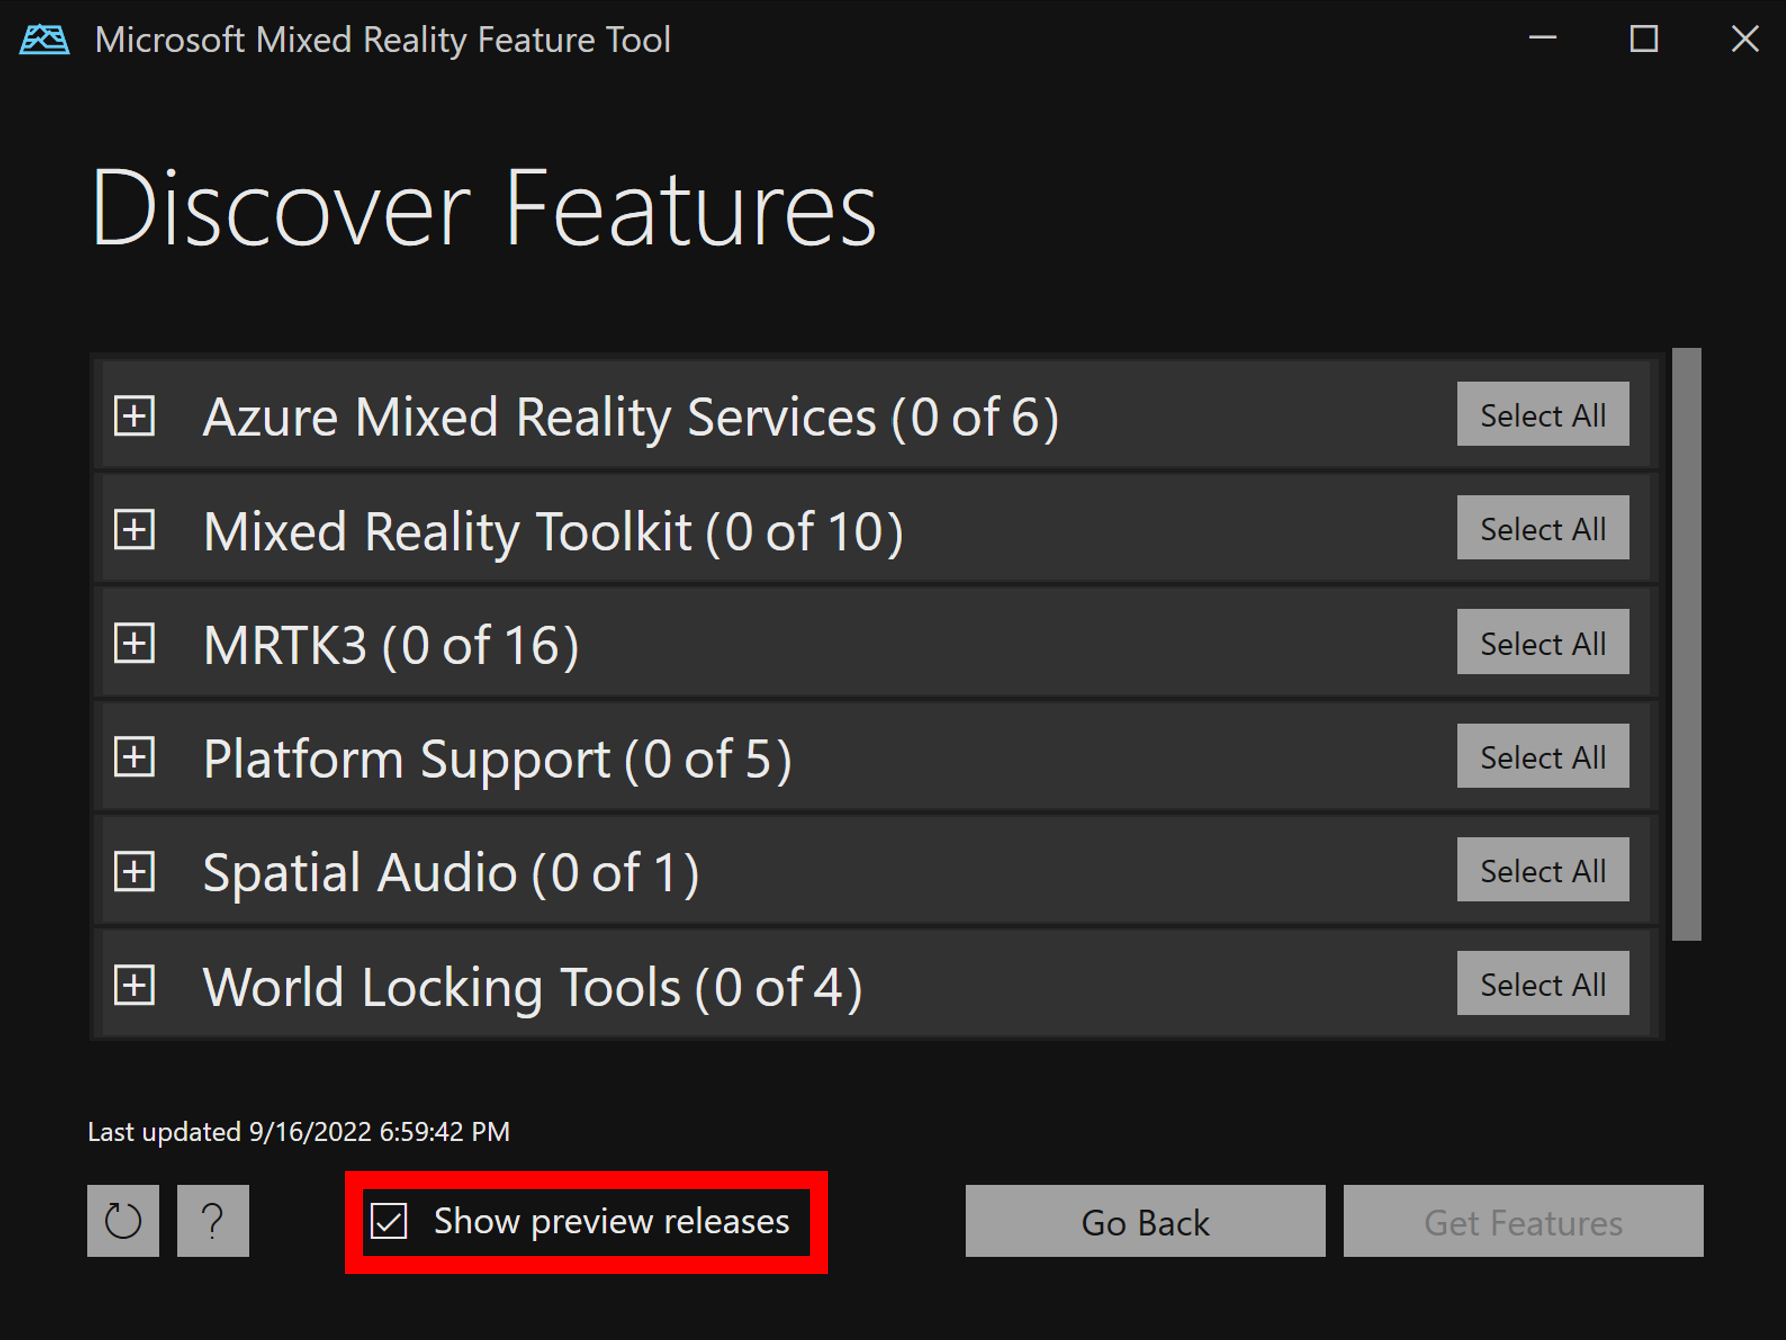 Microsoft Mixed Reality Feature Tool
Discover Features
Azure Mixed Reality Services (0 of 6)
Select All
Mixed Reality Toolkit (0 of 10)
Select All
MRTK3 (0 of 16)
Select All
Platform Support (0 of 5)
Select All
Spatial Audio (0 of 1)
Select All
World Locking Tools (0 of 4)
Select All
Last updated 9/16/2022 6:59:42 PM
?
Show preview releases
Go Back
Get Features